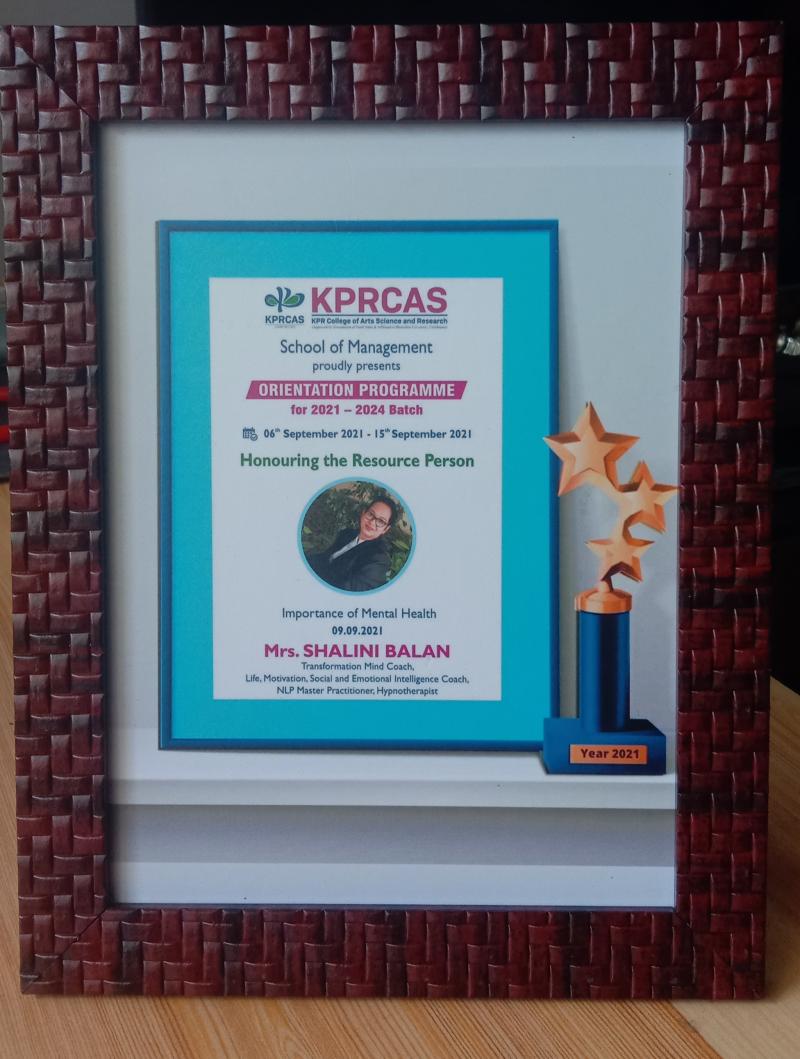 KPRCAS
KPRCAS
KPR College of Arts Science and Research
School of Management
proudly presents
ORIENTATION PROGRAMME
for 2021 – 2024 Batch
06th September 2021 - 15th September 2021
Honouring the Resource Person
Importance of Mental Health
09.09.2021
Mrs. SHALINI BALAN
Transformation Mind Coach,
Life, Motivation, Social and Emotional Intelligence Coach,
NLP Master Practitioner, Hypnotherapist
Year 2021